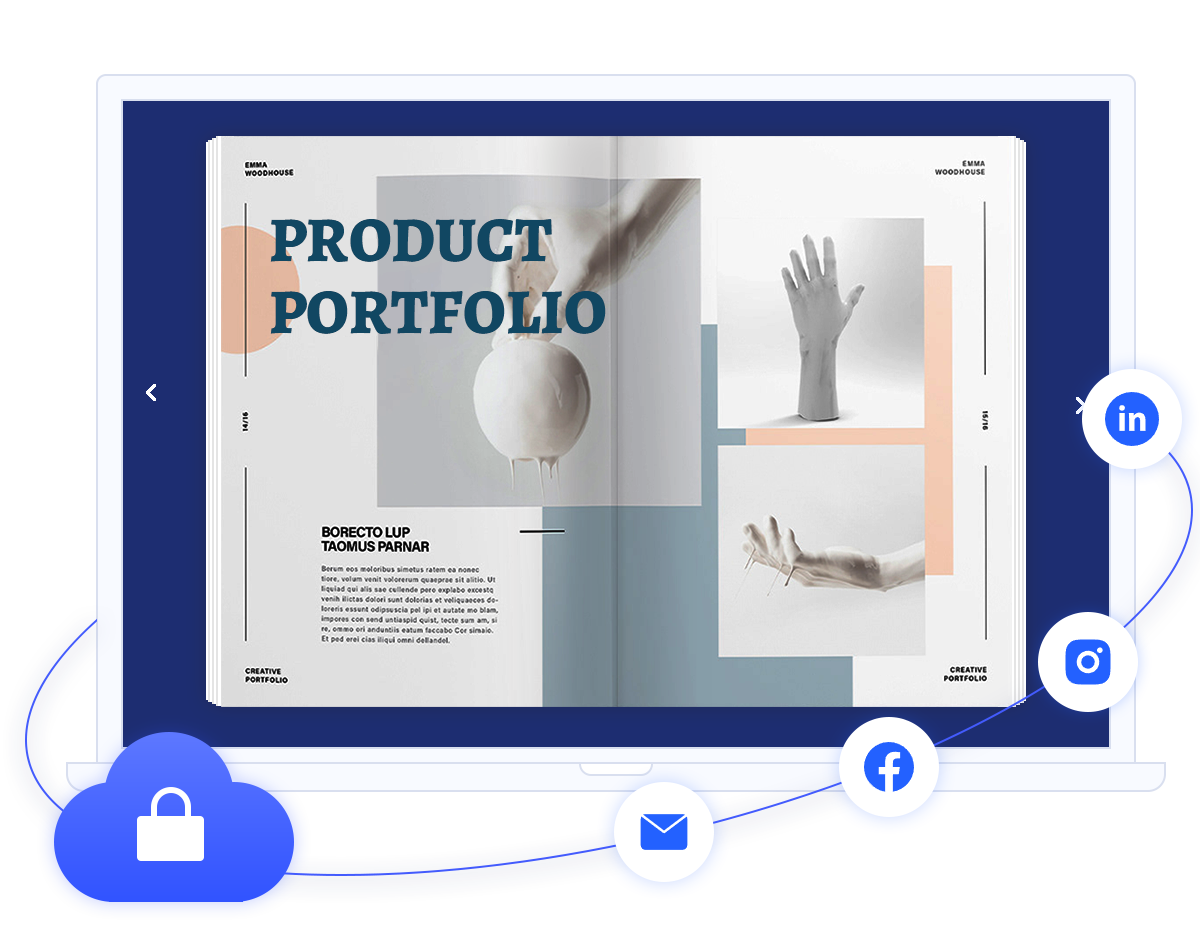 EMMA
WOODHOUSE
PRODUCT
PORTFOLIO
14/16
BORECTO LUP
TAOMUS PARNAR
Berum eos moloribus simetus ratem ea nonec
tiore, volum venit volorerum quaeprae sit alitio. Ut
liquiad qui alis sae cullende pere explabo excestq
venih ilictas dolori sunt dolorias et veliquaeces do-
loreris essunt odipsuscia pel ipi et autate mo blam,
impores con send untiaspid quist, tecte sum am, si
re, ommo ori anduntiis eatum faccabo Cor simaio.
Et ped erei cias iliqui omni dellandel.
CREATIVE
PORTFOLIO
EMMA
WOODHOUSE
15/16
CREATIVE
PORTFOLIO
in